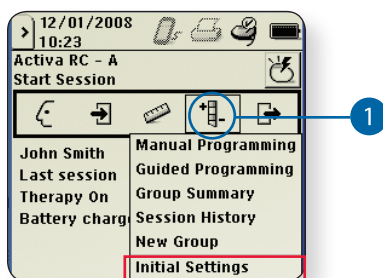 12/01/2008
10:23
Activa RC - A
Start Session
1
John Smith
Last session
Therapy On
Battery charg
Manual Programming
Guided Programming
Group Summary
Session History
New Group
Initial Settings